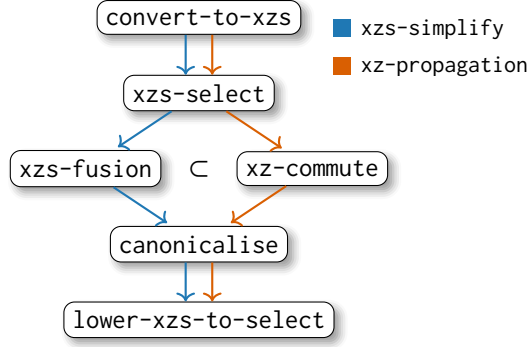 convert-to-xzs
xzs-simplify
xz-propagation
xzs-select
xzs-fusion ⊂ xz-commute
canonicalise
lower-xzs-to-select